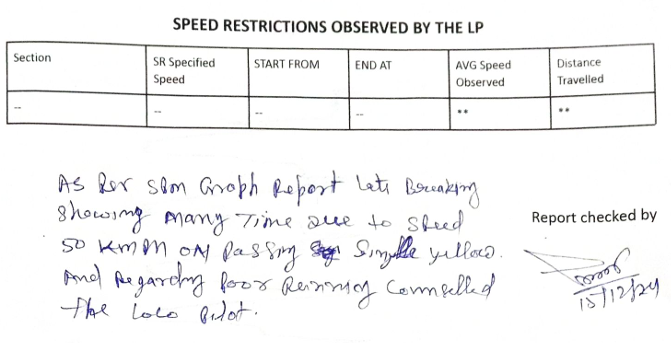 SPEED RESTRICTIONS OBSERVED BY THE LP
Section SR Specified Speed START FROM END AT AVG Speed Observed Distance Travelled
-- -- -- -- ** **
As Per SPM Graph Report Late Breaking
Showing many Time due to Speed
50 KMPH ON Passing Single yellow.
And Regarding Poor Running Counselled
The Loco Pilot.
Report checked by
15/12/24